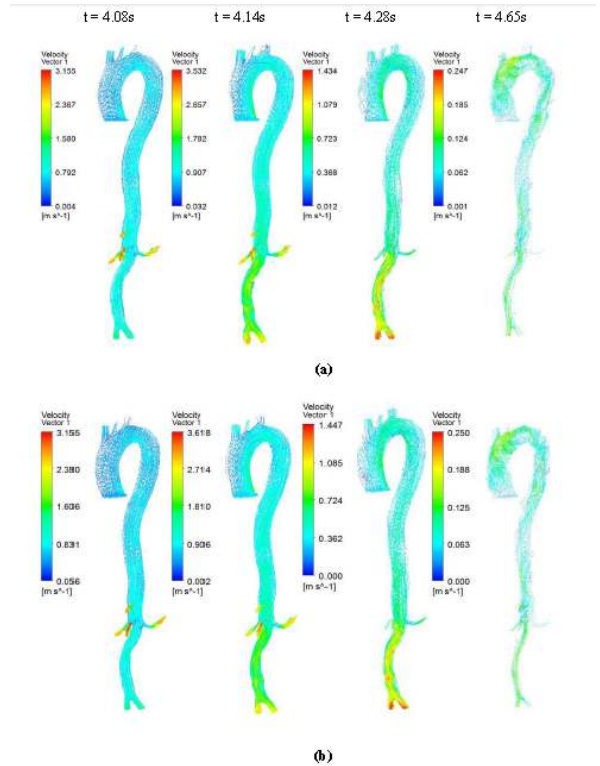 t = 4.08s t = 4.14s t = 4.28s t = 4.65s
Velocity
Vector 1
3.155
2.367
1.580
0.792
0.004
[m s^-1]
Velocity
Vector 1
3.532
2.657
1.782
0.907
0.032
[m s^-1]
Velocity
Vector 1
1.434
1.079
0.723
0.368
0.012
[m s^-1]
Velocity
Vector 1
0.247
0.185
0.124
0.062
0.001
[m s^-1]
(a)
Velocity
Vector 1
3.155
2.380
1.606
0.831
0.056
[m s^-1]
Velocity
Vector 1
3.618
2.714
1.810
0.906
0.002
[m s^-1]
Velocity
Vector 1
1.447
1.085
0.724
0.362
0.000
[m s^-1]
Velocity
Vector 1
0.250
0.188
0.125
0.063
0.000
[m s^-1]
(b)